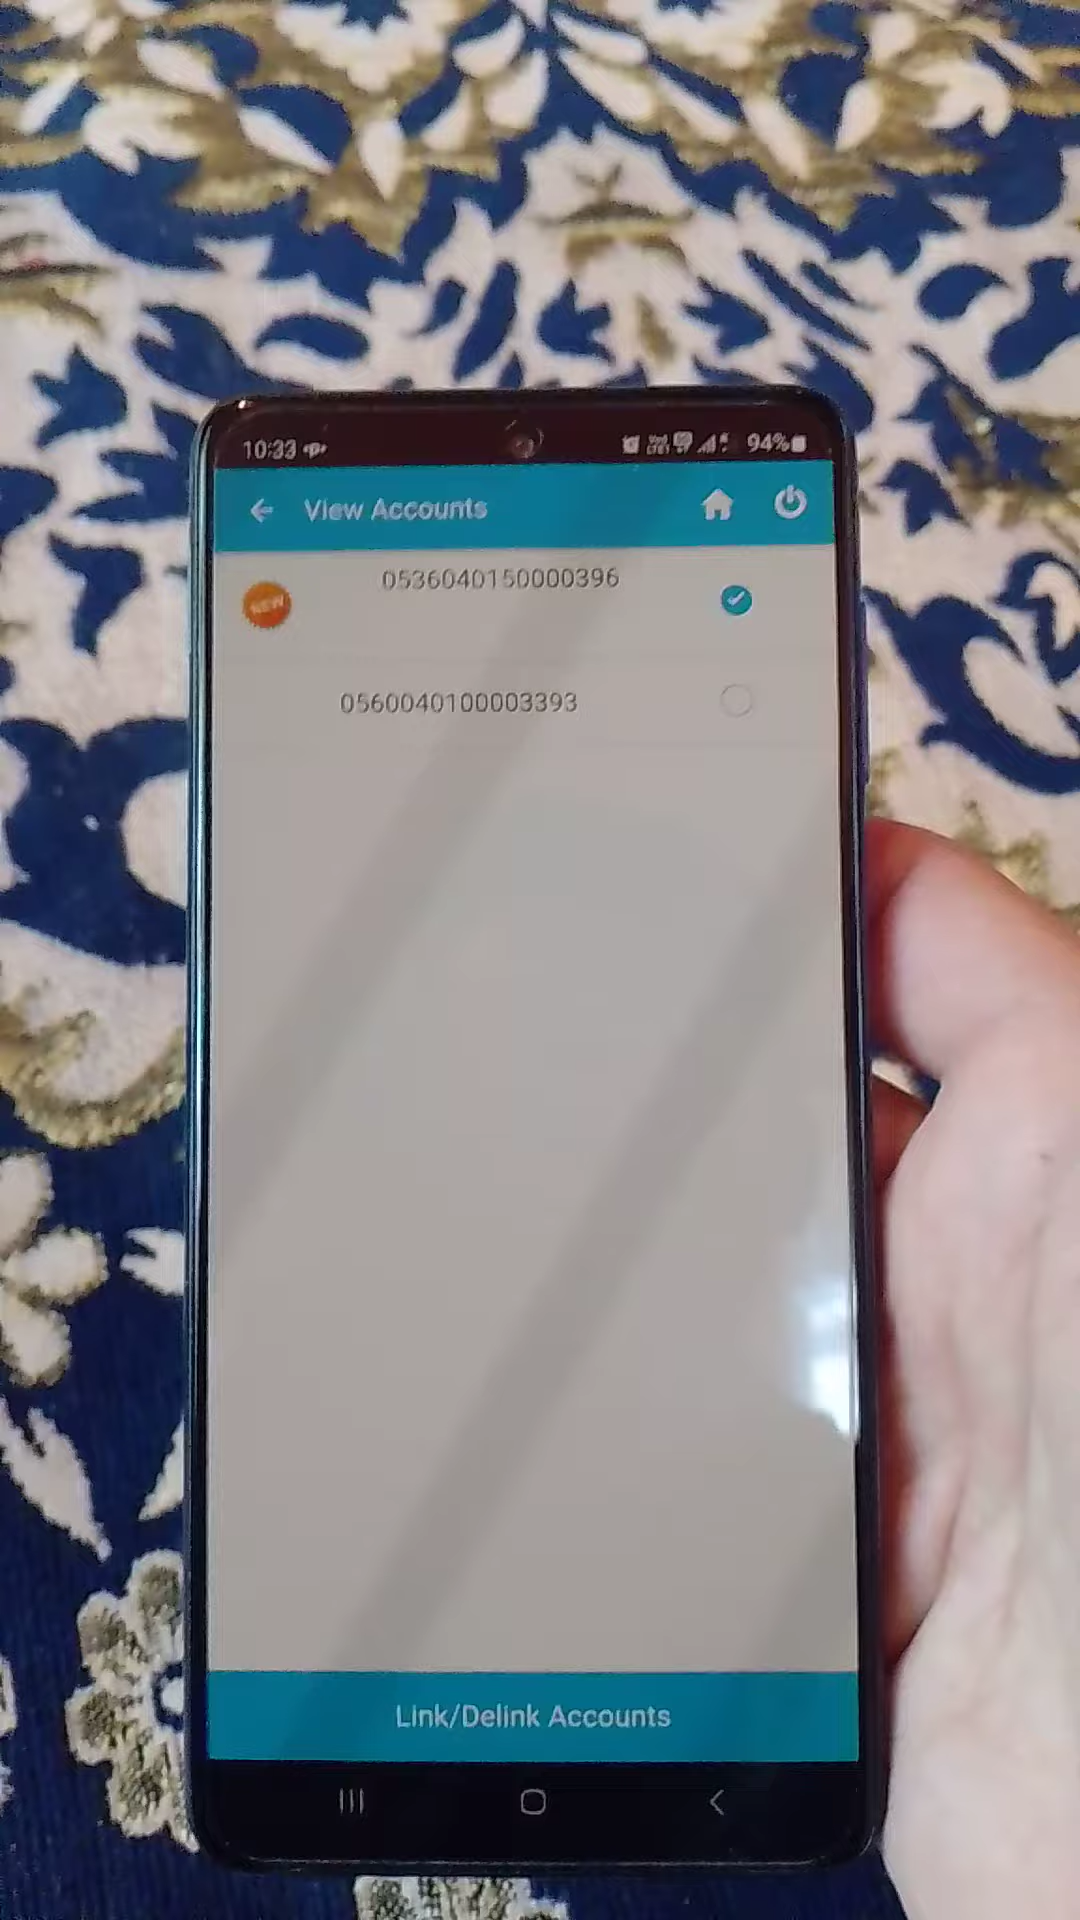 10:33
94%
View Accounts
0536040150000396
NEW
0560040100003393
Link/Delink Accounts